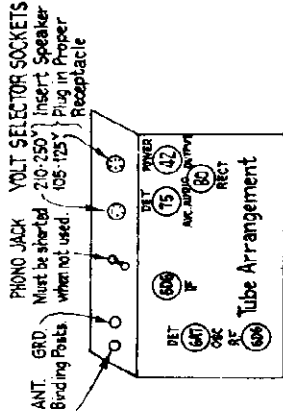 PHONO JACK VOLT SELECTOR SOCKETS
ANT. GRD. Must be shorted 210-250V Insert Speaker
Binding Posts. when not used. 105-125V Plug in Proper
Receptacle
DET POWER
6D6 75 42
IF AVC. AUDIO OUTPUT
DET 80
6A7 RECT
OSC
RF
6D6
Tube Arrangement